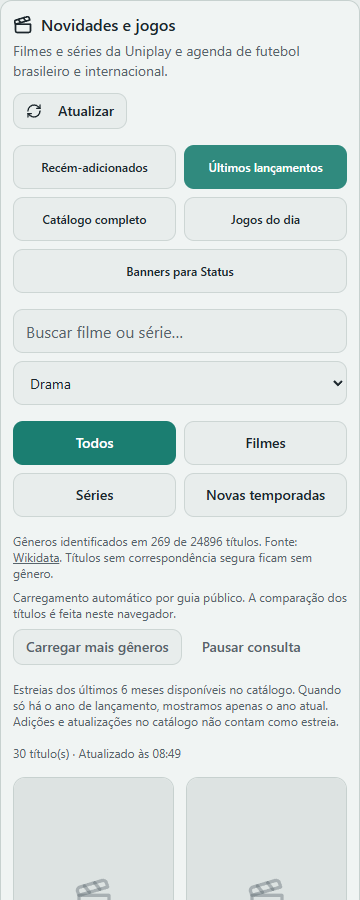 Novidades e jogos
Filmes e séries da Uniplay e agenda de futebol
brasileiro e internacional.
Atualizar
Recém-adicionados
Últimos lançamentos
Catálogo completo
Jogos do dia
Banners para Status
Buscar filme ou série...
Drama
Todos
Filmes
Séries
Novas temporadas
Gêneros identificados em 269 de 24896 títulos. Fonte:
Wikidata. Títulos sem correspondência segura ficam sem
gênero.
Carregamento automático por guia público. A comparação dos
títulos é feita neste navegador.
Carregar mais gêneros
Pausar consulta
Estreias dos últimos 6 meses disponíveis no catálogo. Quando
só há o ano de lançamento, mostramos apenas o ano atual.
Adições e atualizações no catálogo não contam como estreia.
30 título(s) · Atualizado às 08:49